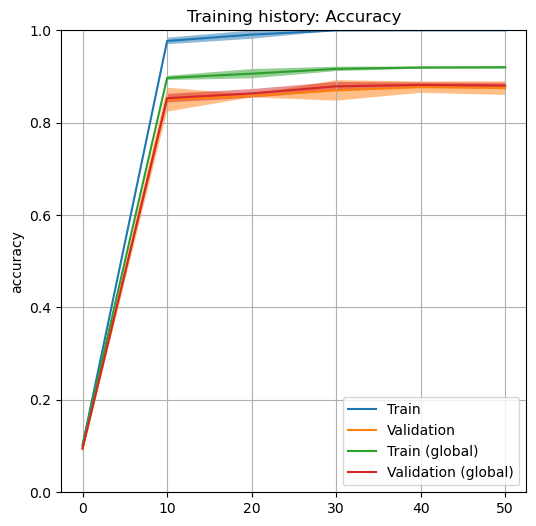 Training history: Accuracy
1.0
0.8
0.6
0.4
0.2
0.0
accuracy
0 10 20 30 40 50
Train
Validation
Train (global)
Validation (global)